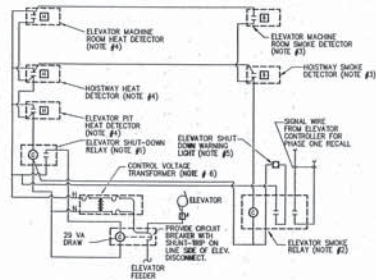 ELEVATOR MACHINE
ROOM HEAT DETECTOR
(NOTE #4)
ELEVATOR MACHINE
ROOM SMOKE DETECTOR
(NOTE #3)
HOISTWAY HEAT
DETECTOR (NOTE #4)
HOISTWAY SMOKE
DETECTOR (NOTE #3)
ELEVATOR PIT
HEAT DETECTOR
(NOTE #4)
ELEVATOR SHUT-DOWN
RELAY (NOTE #1)
ELEVATOR SHUT-
DOWN WARNING
LIGHT (NOTE #5)
SIGNAL WIRE
FROM ELEVATOR
CONTROLLER FOR
PHASE ONE RECALL
CONTROL VOLTAGE
TRANSFORMER (NOTE # 6)
H
N
ELEVATOR
29 VA
DRAW
PROVIDE CIRCUIT
BREAKER WITH
SHUNT-TRIP ON
LINE SIDE OF ELEV.
DISCONNECT.
ELEVATOR
FEEDER
ELEVATOR SMOKE
RELAY (NOTE #2)